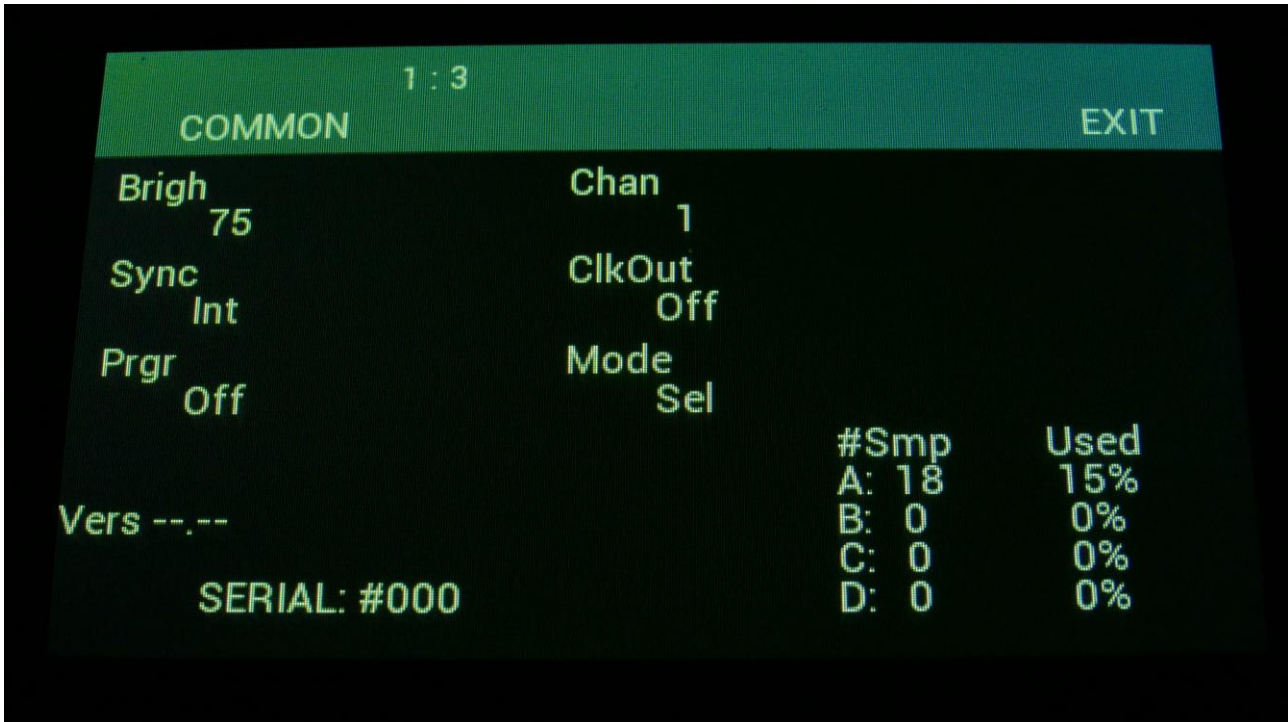 1 : 3
COMMON EXIT
Brigh Chan
75 1
Sync ClkOut
Int Off
Prgr Mode
Off Sel
#Smp Used
A: 18 15%
Vers --.--
B: 0 0%
C: 0 0%
SERIAL: #000
D: 0 0%